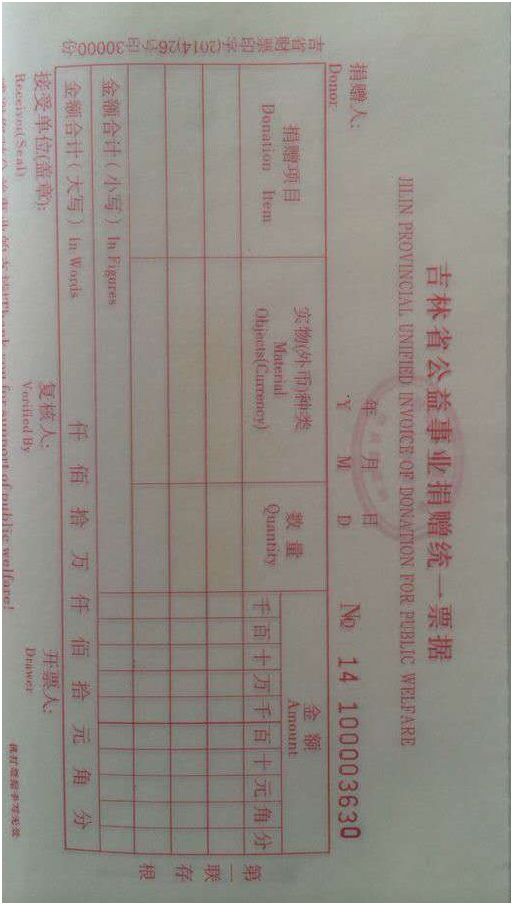 吉林省公益事业捐赠统一票据
JILIN PROVINCIAL UNIFIED INVOICE OF DONATION FOR PUBLIC WELFARE
年 月 日
Y M D
№ 14 100003630
捐赠人:
Donor
捐赠项目 实物(外币)种类 数量 金额
Donation Item Material Objects(Currency) Quantity Amount
千 百 十 万 千 百 十 元 角 分
金额合计(小写) In Figures
金额合计(大写) In Words 仟 佰 拾 万 仟 佰 拾 元 角 分
接受单位(盖章): 复核人: 开票人:
Receiver(Seal) Verified By Drawer
support of public welfare!
吉省财票印字(2014)26号印30000份
第一联 存根